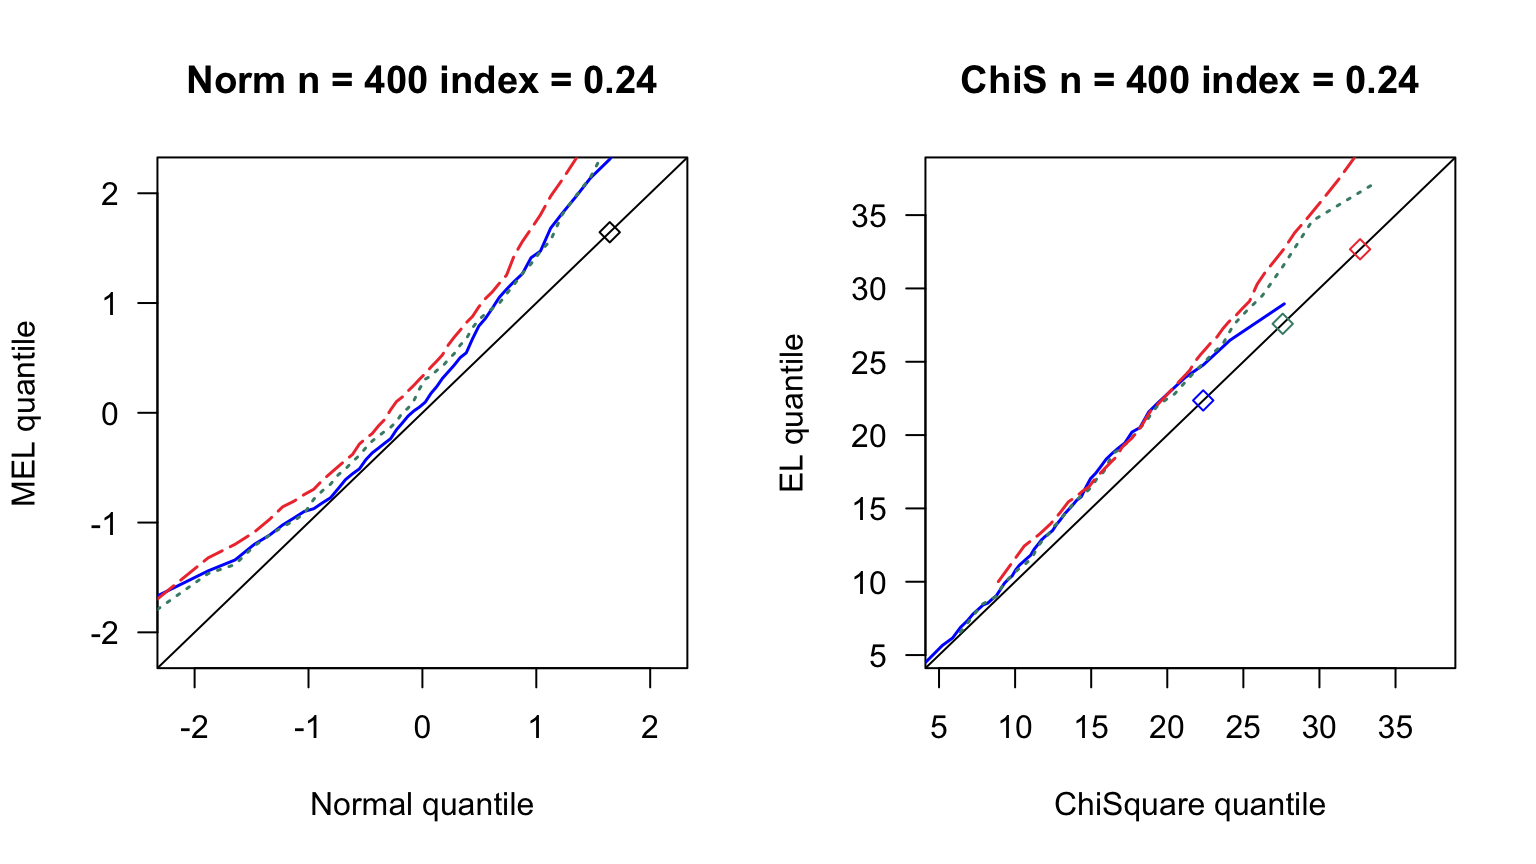 Norm n = 400 index = 0.24
MEL quantile
2
1
0
-1
-2
-2 -1 0 1 2
Normal quantile
ChiS n = 400 index = 0.24
EL quantile
35
30
25
20
15
10
5
5 10 15 20 25 30 35
ChiSquare quantile